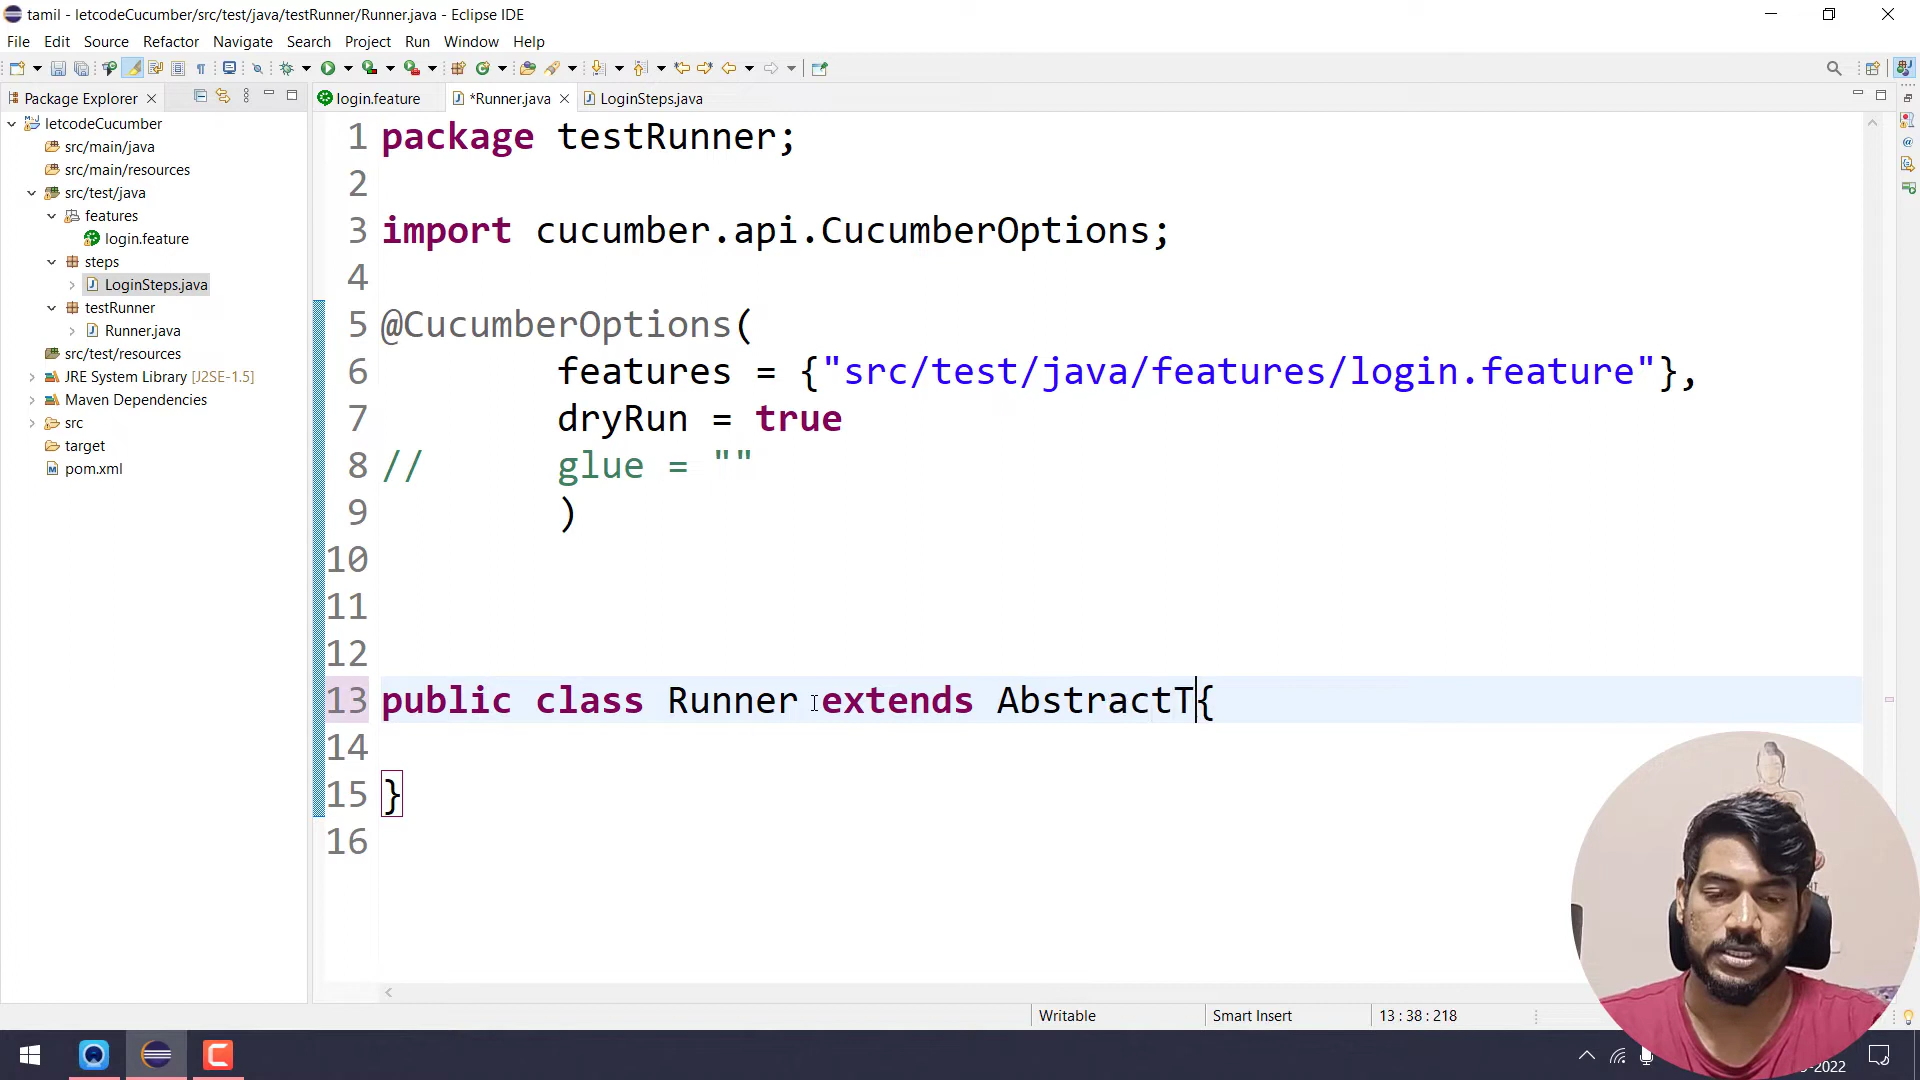 tamil - letcodeCucumber/src/test/java/testRunner/Runner.java - Eclipse IDE
File Edit Source Refactor Navigate Search Project Run Window Help
Package Explorer
login.feature *Runner.java LoginSteps.java
letcodeCucumber
src/main/java
src/main/resources
src/test/java
features
login.feature
steps
LoginSteps.java
testRunner
Runner.java
src/test/resources
JRE System Library [J2SE-1.5]
Maven Dependencies
src
target
pom.xml
1 package testRunner;
2
3 import cucumber.api.CucumberOptions;
4
5 @CucumberOptions(
6 features = {"src/test/java/features/login.feature"},
7 dryRun = true
8 // glue = ""
9 )
10
11
12
13 public class Runner extends AbstractT{
14
15 }
16
Writable Smart Insert 13 : 38 : 218
-2022